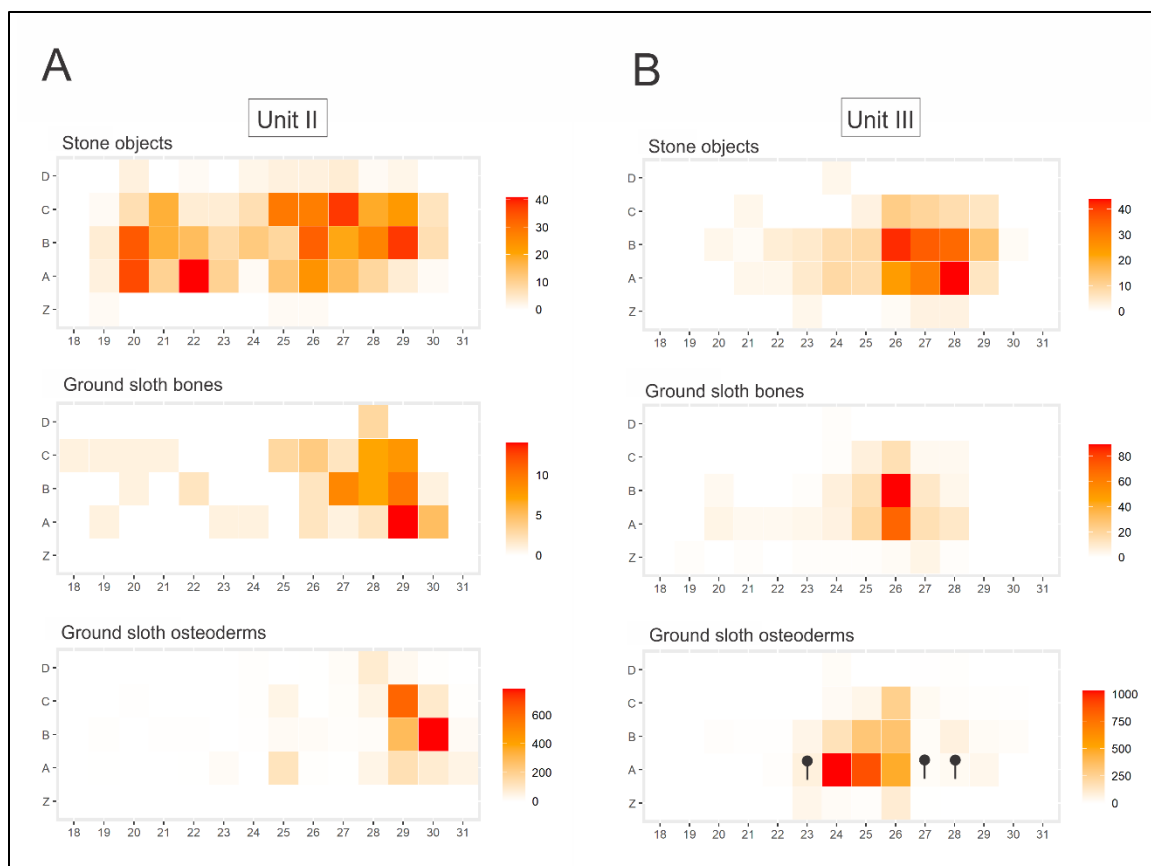 A
Unit II
Stone objects
D
C
B
A
Z
18 19 20 21 22 23 24 25 26 27 28 29 30 31
40
30
20
10
0
Ground sloth bones
D
C
B
A
Z
18 19 20 21 22 23 24 25 26 27 28 29 30 31
10
5
0
Ground sloth osteoderms
D
C
B
A
Z
18 19 20 21 22 23 24 25 26 27 28 29 30 31
600
400
200
0
B
Unit III
Stone objects
D
C
B
A
Z
18 19 20 21 22 23 24 25 26 27 28 29 30 31
40
30
20
10
0
Ground sloth bones
D
C
B
A
Z
18 19 20 21 22 23 24 25 26 27 28 29 30 31
80
60
40
20
0
Ground sloth osteoderms
D
C
B
A
Z
18 19 20 21 22 23 24 25 26 27 28 29 30 31
1000
750
500
250
0